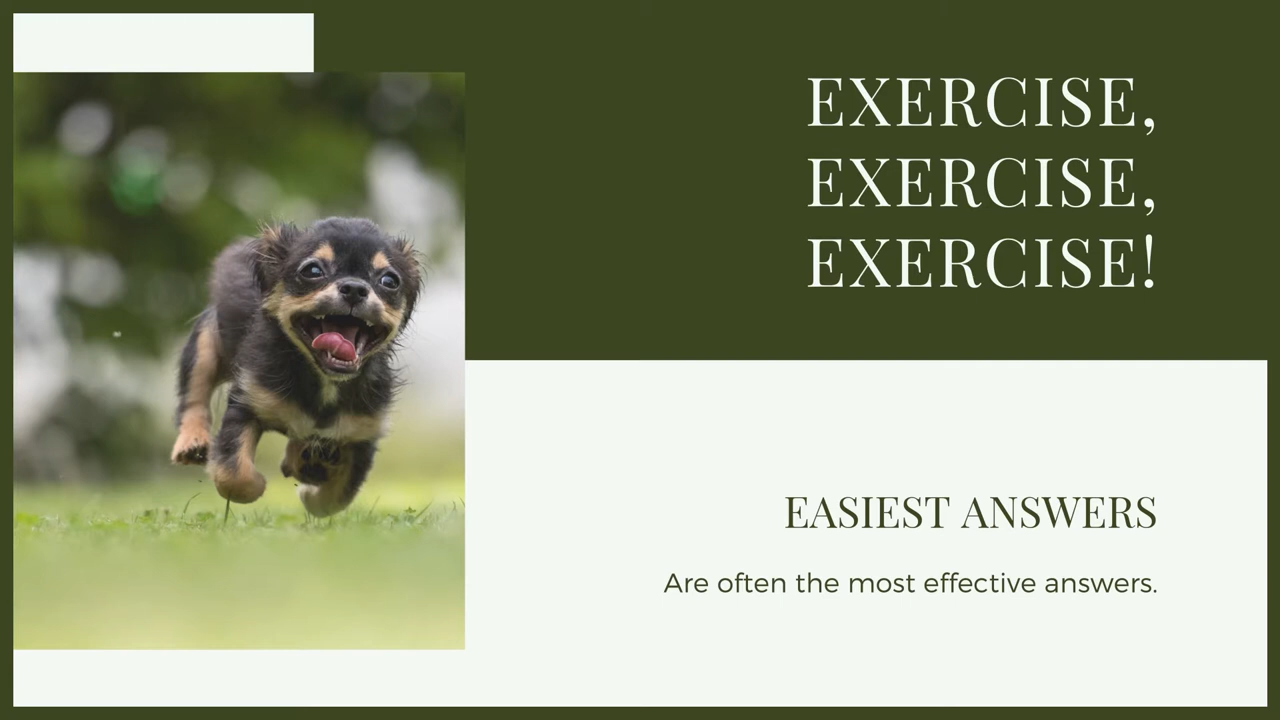 EXERCISE,
EXERCISE,
EXERCISE!
EASIEST ANSWERS
Are often the most effective answers.